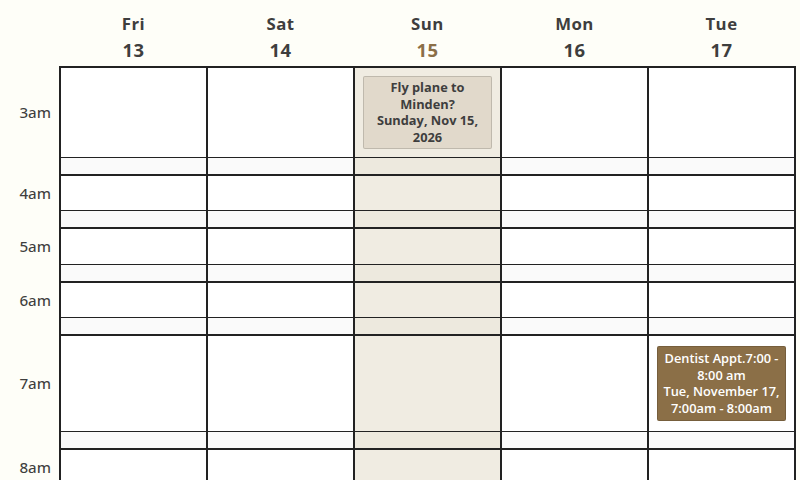 Fri Sat Sun Mon Tue
13 14 15 16 17
3am
Fly plane to
Minden?
Sunday, Nov 15,
2026
4am
5am
6am
7am
Dentist Appt.7:00 -
8:00 am
Tue, November 17,
7:00am - 8:00am
8am